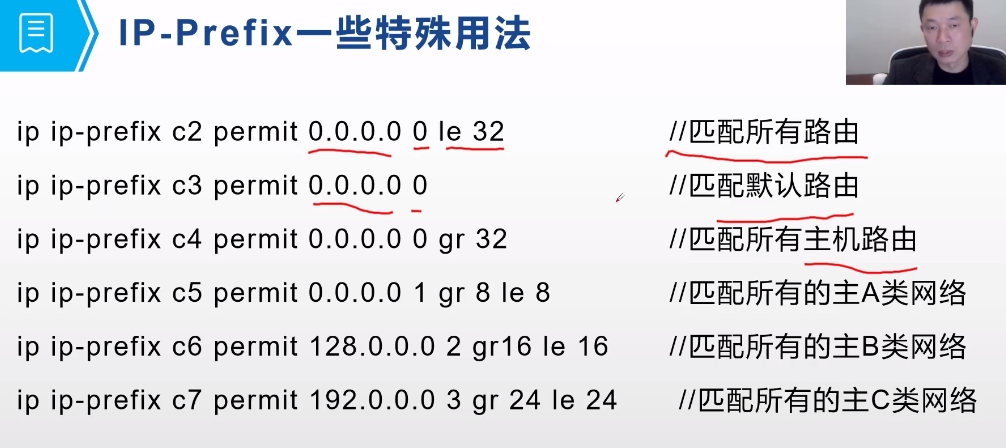 IP-Prefix一些特殊用法
ip ip-prefix c2 permit 0.0.0.0 0 le 32 //匹配所有路由
ip ip-prefix c3 permit 0.0.0.0 0 //匹配默认路由
ip ip-prefix c4 permit 0.0.0.0 0 gr 32 //匹配所有主机路由
ip ip-prefix c5 permit 0.0.0.0 1 gr 8 le 8 //匹配所有的主A类网络
ip ip-prefix c6 permit 128.0.0.0 2 gr16 le 16 //匹配所有的主B类网络
ip ip-prefix c7 permit 192.0.0.0 3 gr 24 le 24 //匹配所有的主C类网络